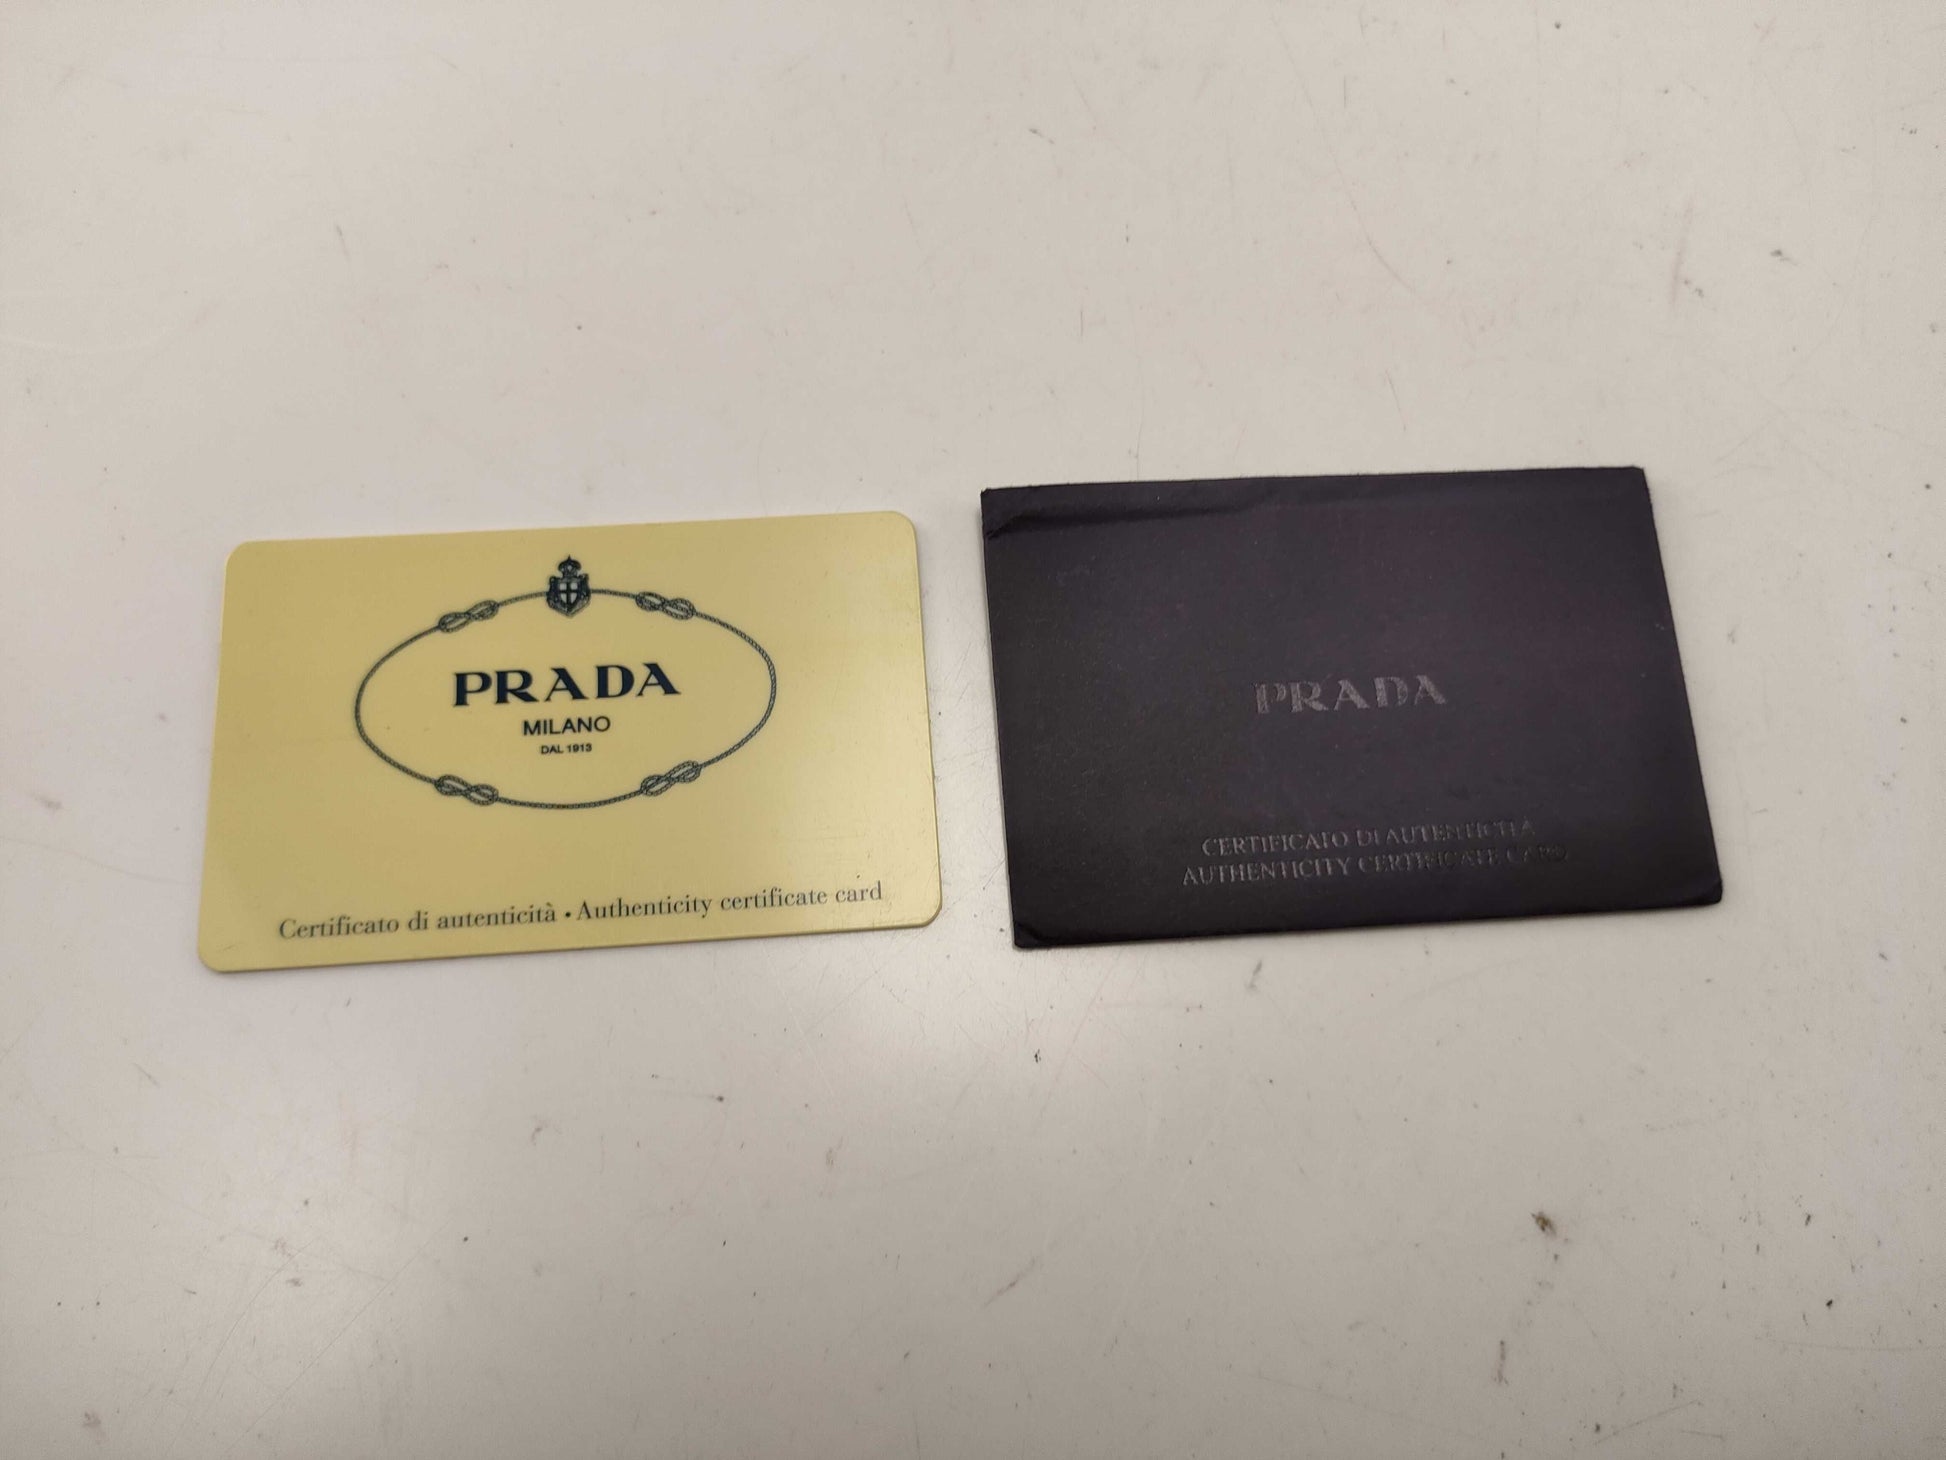 PRADA
MILANO
DAL 1913
Certificato di autenticità • Authenticity certificate card
PRADA
CERTIFICATO DI AUTENTICITÀ
AUTHENTICITY CERTIFICATE CARD